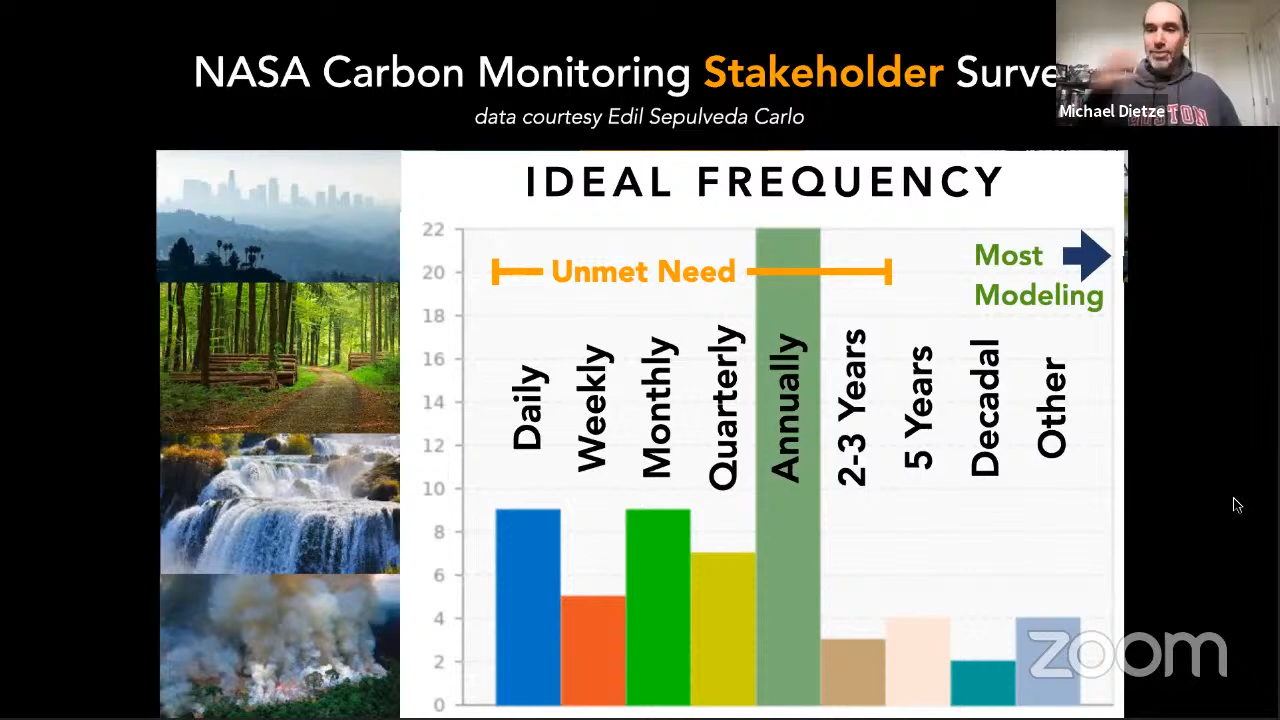 NASA Carbon Monitoring Stakeholder Surve
data courtesy Edil Sepulveda Carlo
Michael Dietze
IDEAL FREQUENCY
22
20
18
16
14
12
10
8
6
4
2
0
Unmet Need
Most
Modeling
Daily
Weekly
Monthly
Quarterly
Annually
2-3 Years
5 Years
Decadal
Other
zoom